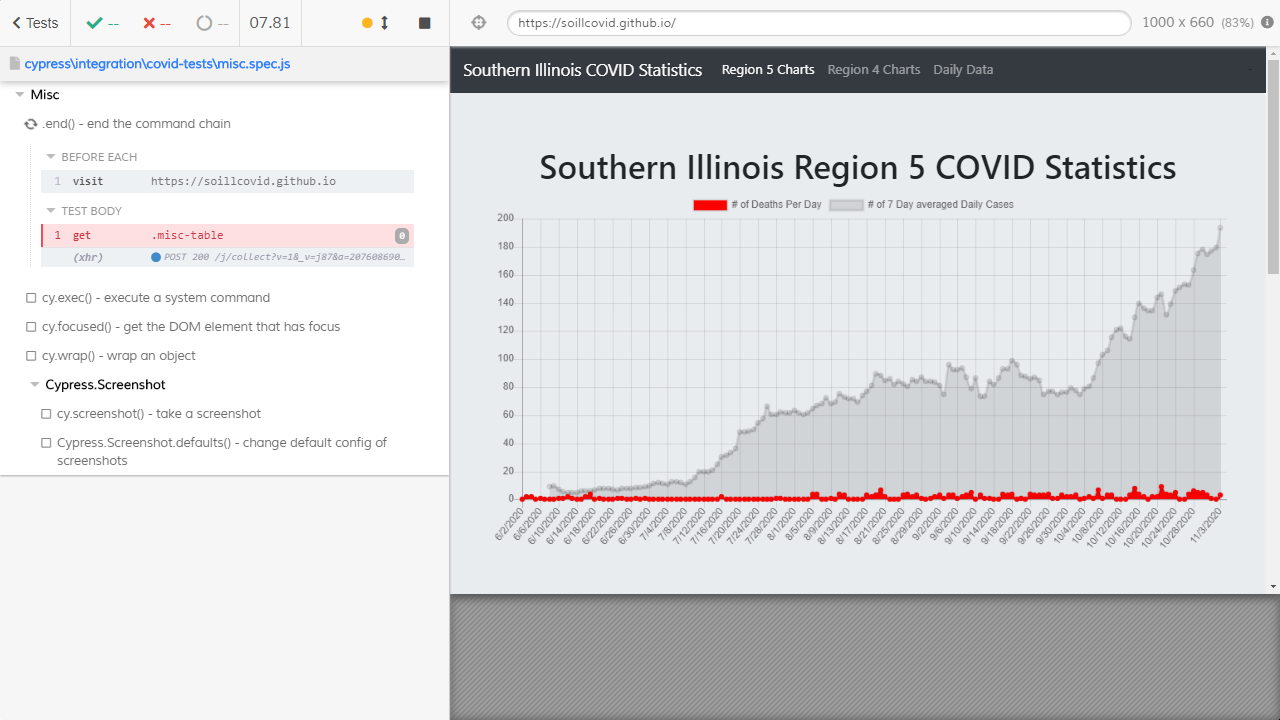 Tests
--
--
--
07.81
https://soillcovid.github.io/
1000 x 660 (83%)
cypress\integration\covid-tests\misc.spec.js
Misc
.end() - end the command chain
BEFORE EACH
1 visit https://soillcovid.github.io
TEST BODY
1 get .misc-table 0
(xhr) POST 200 /j/collect?v=1&_v=j87&a=207608690…
cy.exec() - execute a system command
cy.focused() - get the DOM element that has focus
cy.wrap() - wrap an object
Cypress.Screenshot
cy.screenshot() - take a screenshot
Cypress.Screenshot.defaults() - change default config of
screenshots
Southern Illinois COVID Statistics Region 5 Charts Region 4 Charts Daily Data
Southern Illinois Region 5 COVID Statistics
# of Deaths Per Day # of 7 Day averaged Daily Cases
200
180
160
140
120
100
80
60
40
20
0
6/2/2020
6/6/2020
6/10/2020
6/14/2020
6/18/2020
6/22/2020
6/26/2020
6/30/2020
7/4/2020
7/8/2020
7/12/2020
7/16/2020
7/20/2020
7/24/2020
7/28/2020
8/1/2020
8/5/2020
8/9/2020
8/13/2020
8/17/2020
8/21/2020
8/25/2020
8/29/2020
9/2/2020
9/6/2020
9/10/2020
9/14/2020
9/18/2020
9/22/2020
9/26/2020
9/30/2020
10/4/2020
10/8/2020
10/12/2020
10/16/2020
10/20/2020
10/24/2020
10/28/2020
11/3/2020